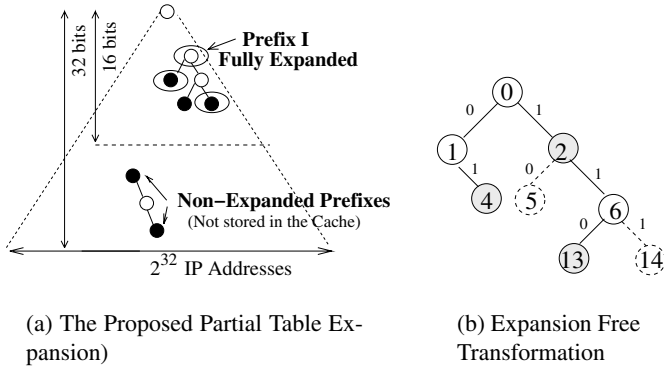 32 bits
16 bits
Prefix I
Fully Expanded
Non-Expanded Prefixes
(Not stored in the Cache)
2^32 IP Addresses
(a) The Proposed Partial Table Ex-
pansion)
0
0 1
1 2
1 0 1
4 5 6
0 1
13 14
(b) Expansion Free
Transformation